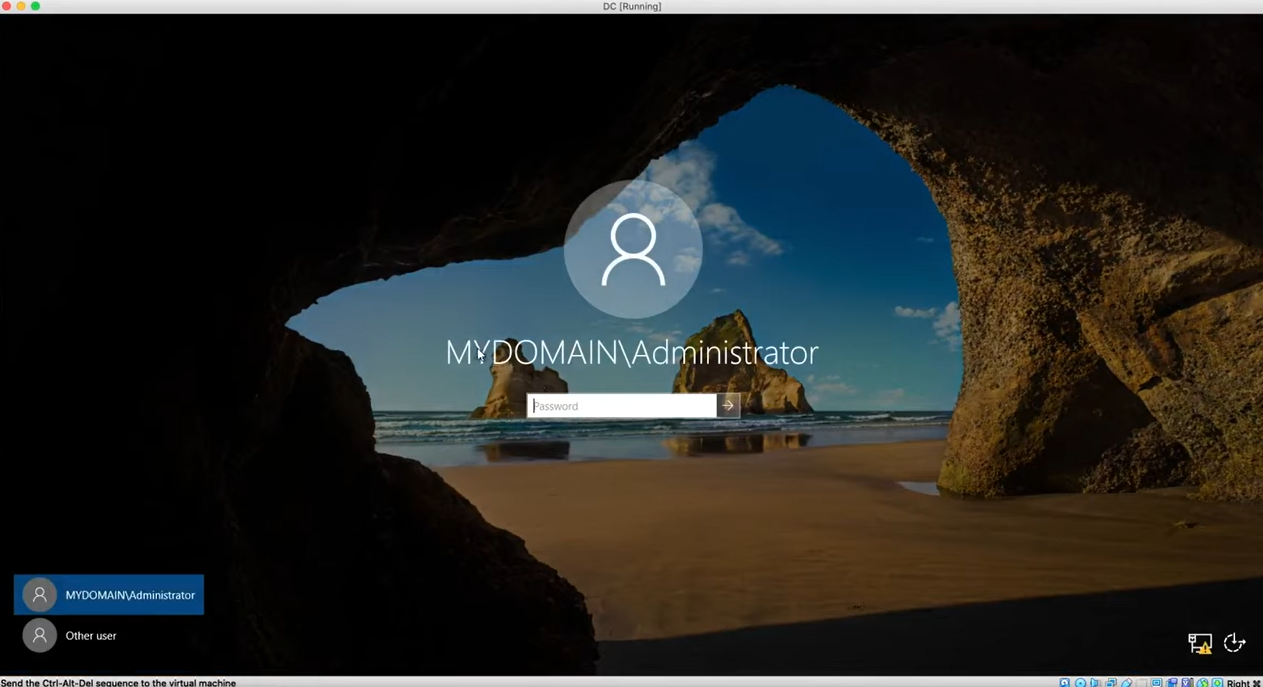 DC [Running]
MYDOMAIN\Administrator
Password
MYDOMAIN\Administrator
Other user
Send the Ctrl-Alt-Del sequence to the virtual machine
Right ⌘